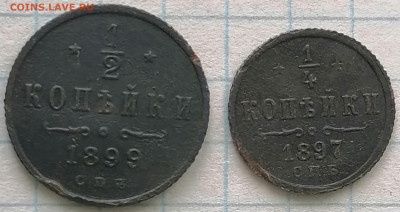 COINS.LAVE.RU
* 1/2 *
КОПѢЙКИ
1899
С.П.Б.
* 1/4 *
КОПѢЙКИ
1897
С.П.Б.